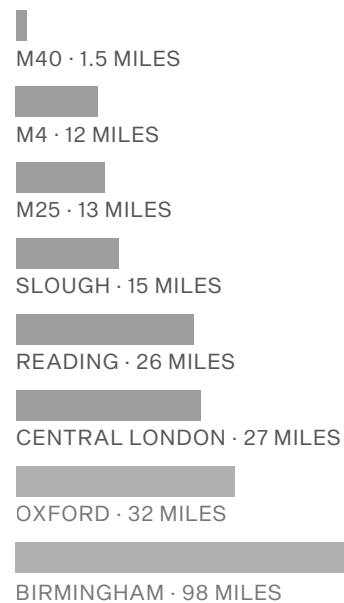 M40 · 1.5 MILES
M4 · 12 MILES
M25 · 13 MILES
SLOUGH · 15 MILES
READING · 26 MILES
CENTRAL LONDON · 27 MILES
OXFORD · 32 MILES
BIRMINGHAM · 98 MILES